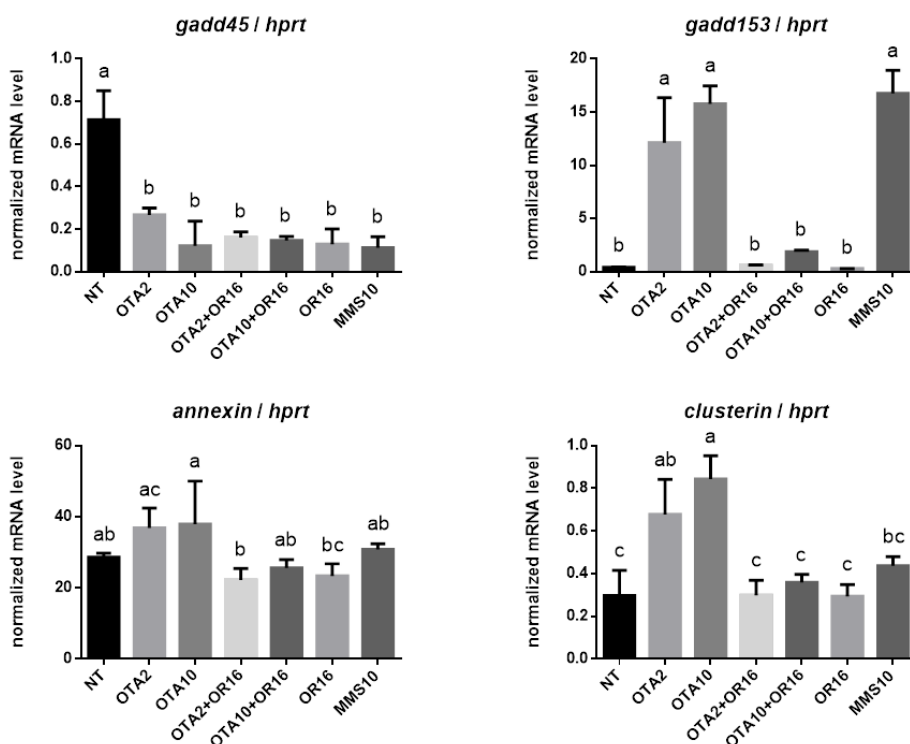 gadd45 / hprt
normalized mRNA level
1.0
0.8
0.6
0.4
0.2
0.0
a
b
b
b
b
b
b
NT
OTA2
OTA10
OTA2+OR16
OTA10+OR16
OR16
MMS10
gadd153 / hprt
normalized mRNA level
20
15
10
5
0
b
a
a
b
b
b
a
NT
OTA2
OTA10
OTA2+OR16
OTA10+OR16
OR16
MMS10
annexin / hprt
normalized mRNA level
60
40
20
0
ab
ac
a
b
ab
bc
ab
NT
OTA2
OTA10
OTA2+OR16
OTA10+OR16
OR16
MMS10
clusterin / hprt
normalized mRNA level
1.0
0.8
0.6
0.4
0.2
0.0
c
ab
a
c
c
c
bc
NT
OTA2
OTA10
OTA2+OR16
OTA10+OR16
OR16
MMS10